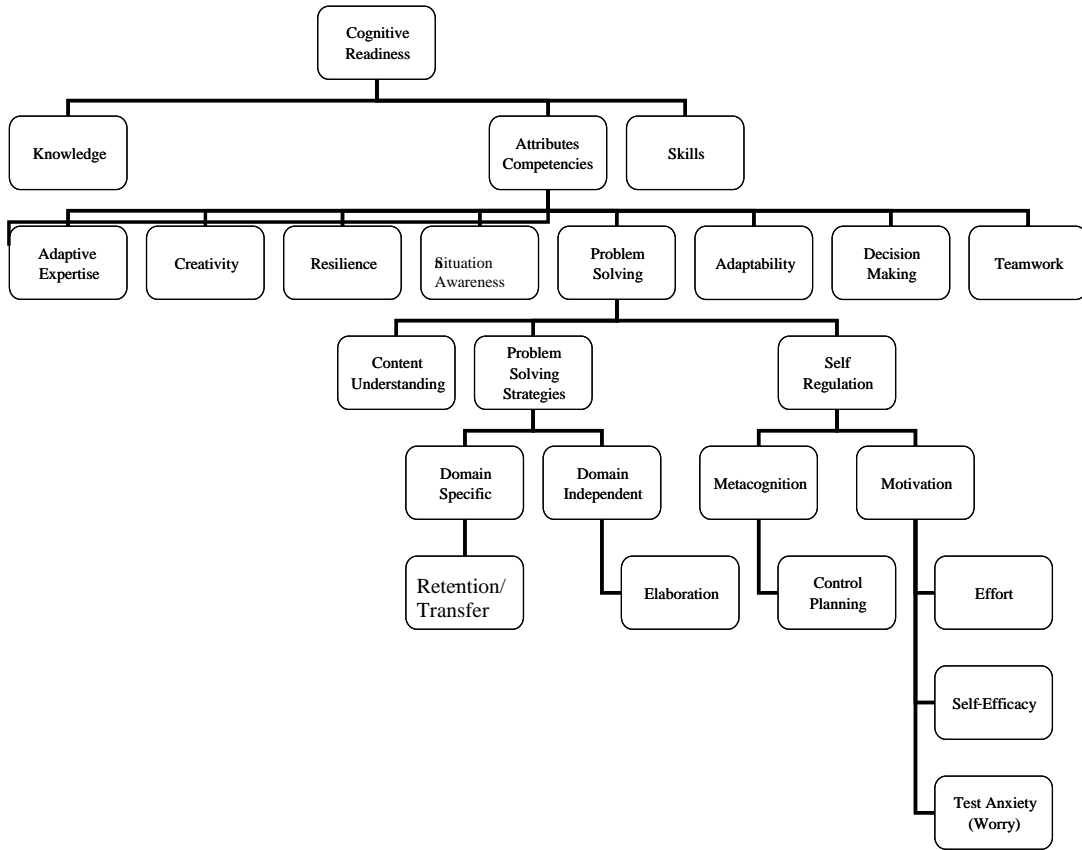 Cognitive
Readiness
Knowledge
Attributes
Competencies
Skills
Adaptive
Expertise
Creativity
Resilience
Situation
Awareness
Problem
Solving
Adaptability
Decision
Making
Teamwork
Content
Understanding
Problem
Solving
Strategies
Self
Regulation
Domain
Specific
Domain
Independent
Metacognition
Motivation
Retention/
Transfer
Elaboration
Control
Planning
Effort
Self-Efficacy
Test Anxiety
(Worry)